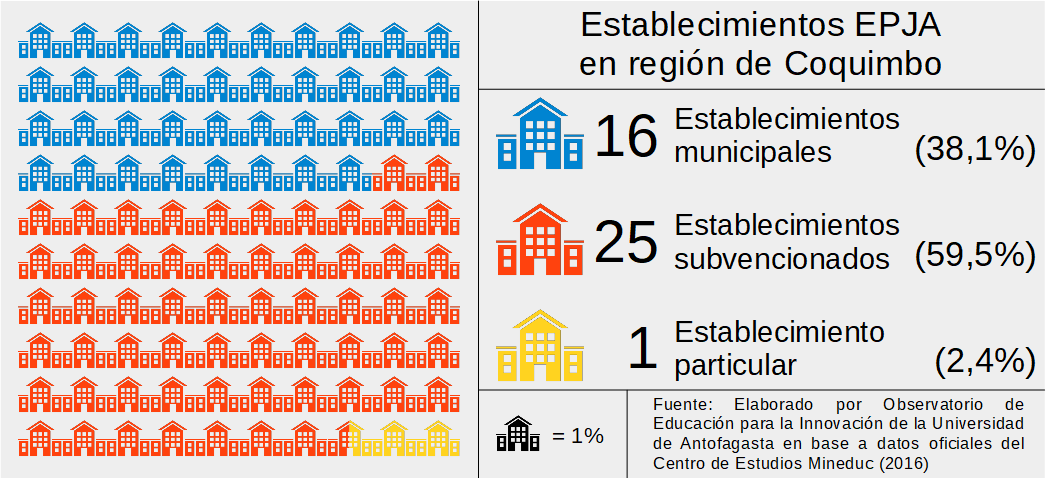 Establecimientos EPJA
en región de Coquimbo
16 Establecimientos
municipales (38,1%)
25 Establecimientos
subvencionados (59,5%)
1 Establecimiento
particular (2,4%)
= 1%
Fuente: Elaborado por Observatorio de
Educación para la Innovación de la Universidad
de Antofagasta en base a datos oficiales del
Centro de Estudios Mineduc (2016)